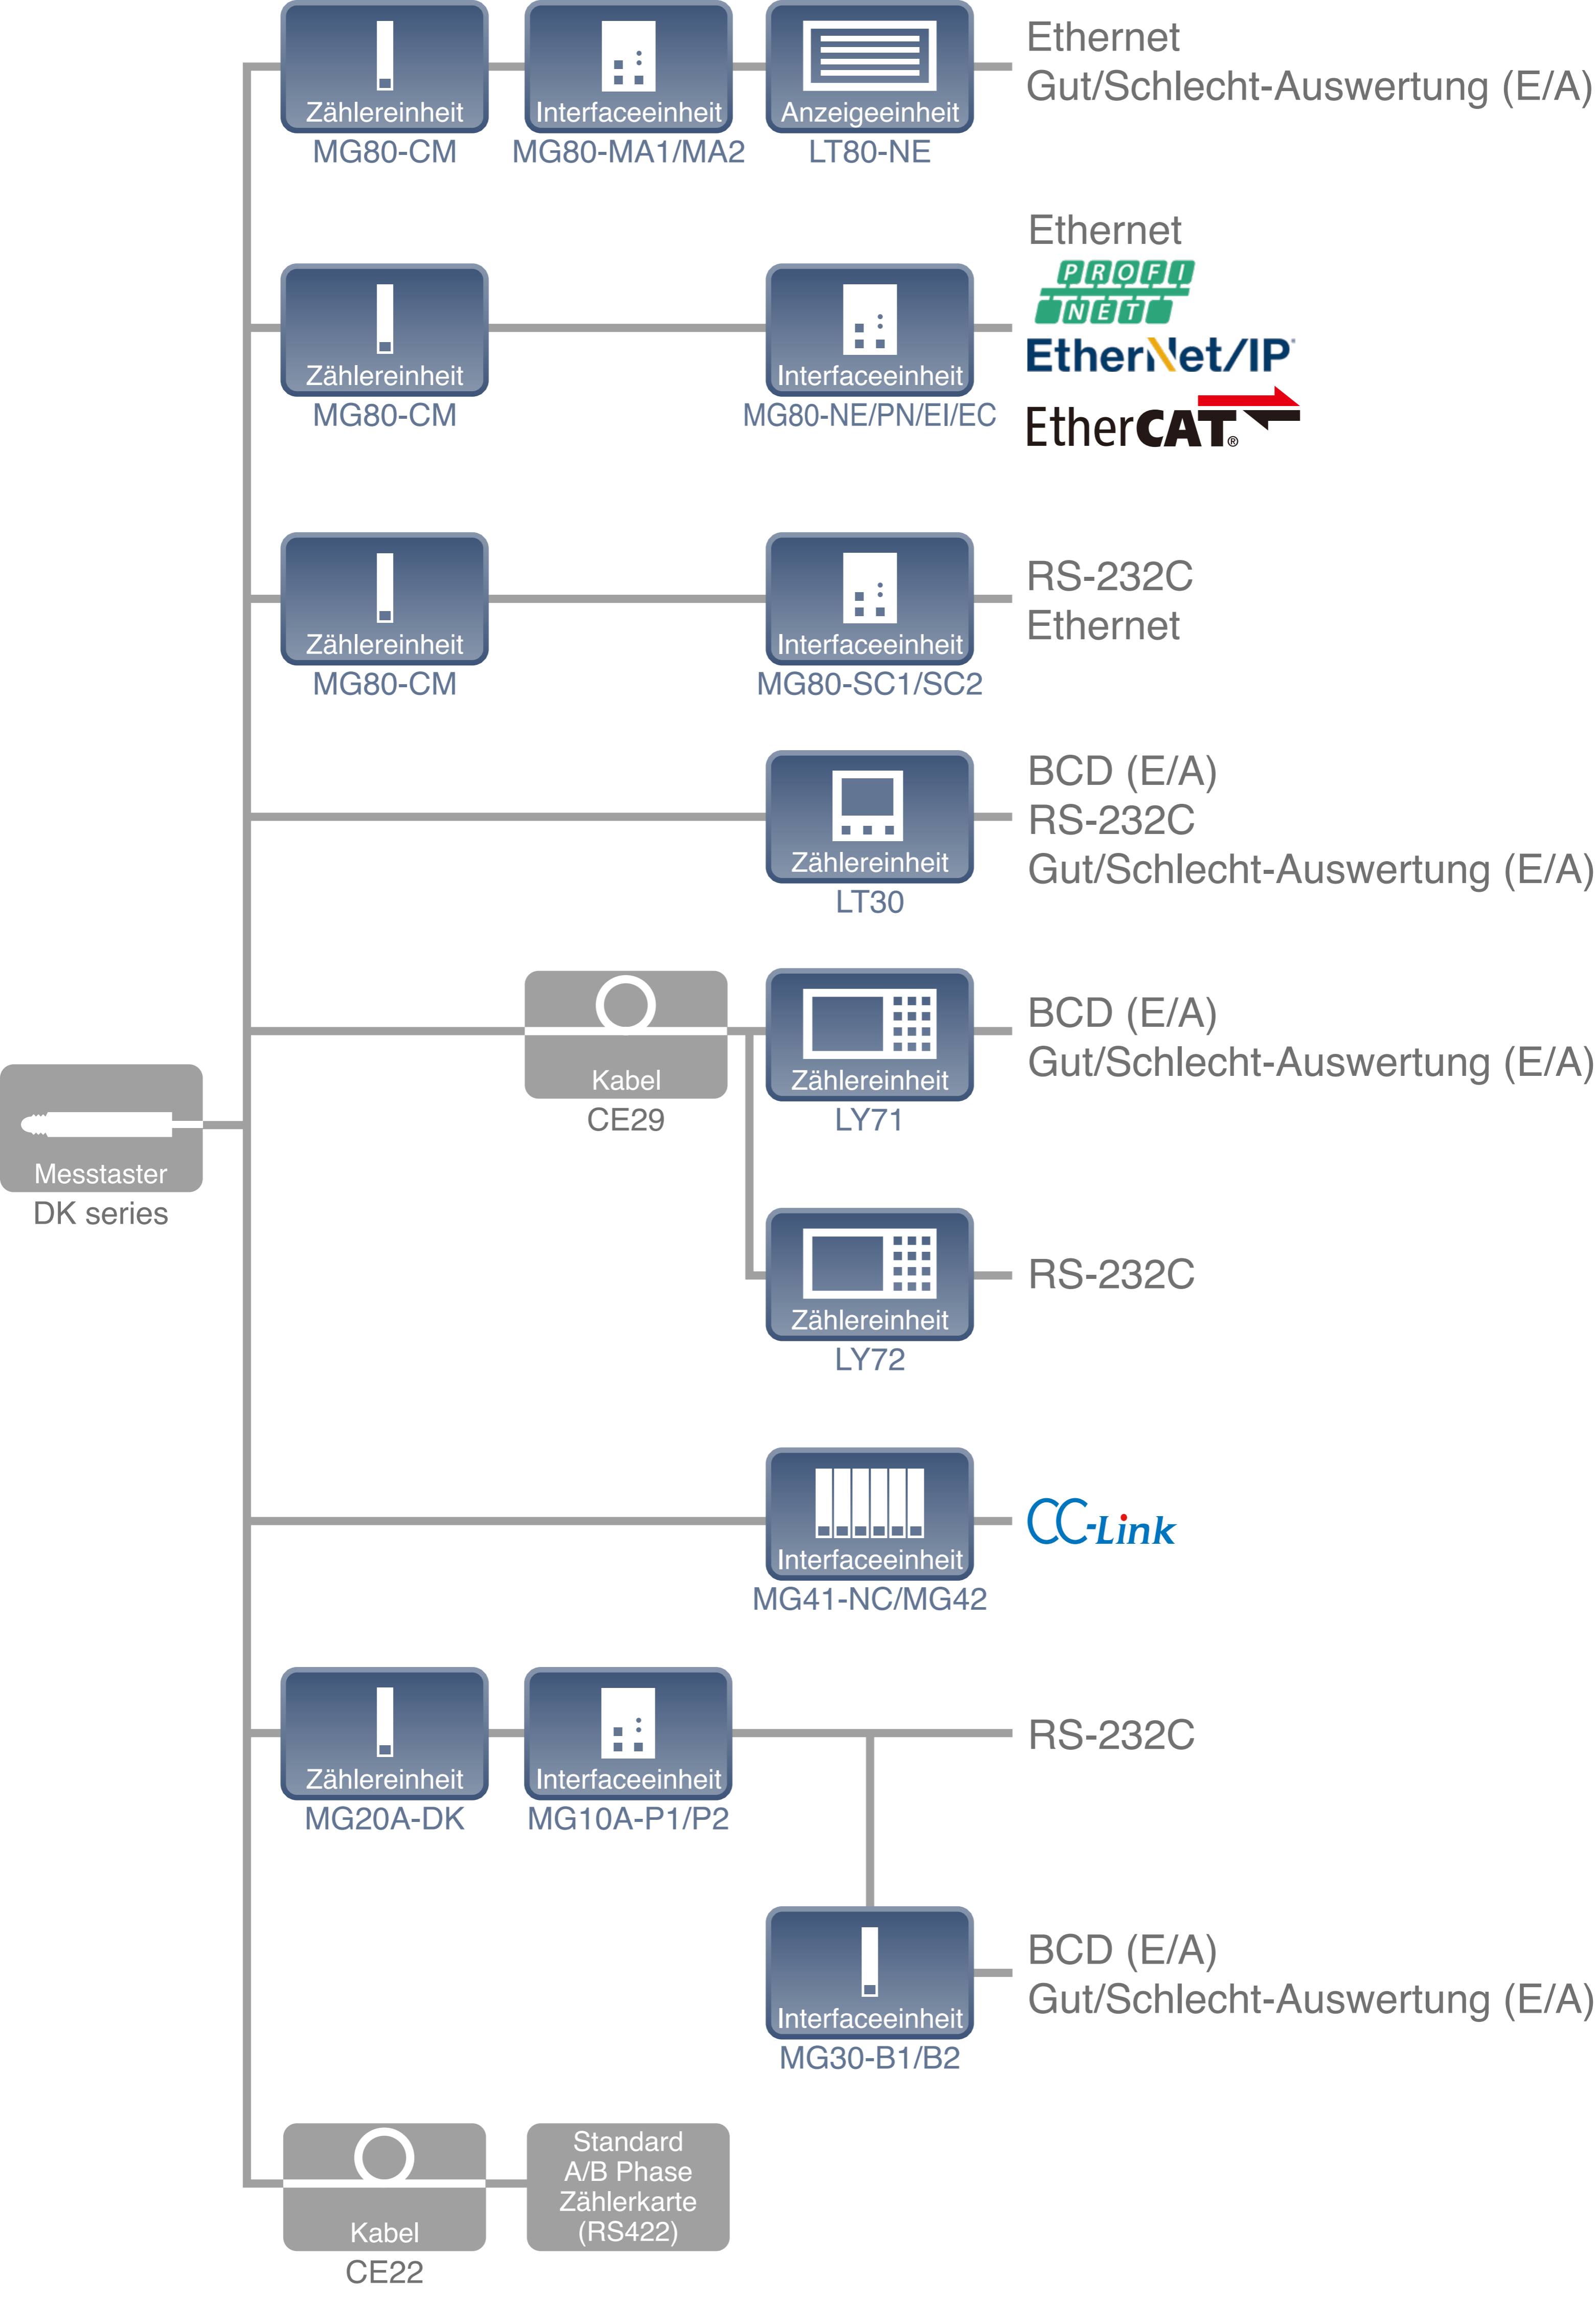 Zählereinheit
MG80-CM
Interfaceeinheit
MG80-MA1/MA2
Anzeigeeinheit
LT80-NE
Ethernet
Gut/Schlecht-Auswertung (E/A)
Zählereinheit
MG80-CM
Interfaceeinheit
MG80-NE/PN/EI/EC
Ethernet
PROFI
NET
EtherNet/IP
EtherCAT®
Zählereinheit
MG80-CM
Interfaceeinheit
MG80-SC1/SC2
RS-232C
Ethernet
Zählereinheit
LT30
BCD (E/A)
RS-232C
Gut/Schlecht-Auswertung (E/A)
Kabel
CE29
Zählereinheit
LY71
BCD (E/A)
Gut/Schlecht-Auswertung (E/A)
Messtaster
DK series
Zählereinheit
LY72
RS-232C
Interfaceeinheit
MG41-NC/MG42
CC-Link
Zählereinheit
MG20A-DK
Interfaceeinheit
MG10A-P1/P2
RS-232C
Interfaceeinheit
MG30-B1/B2
BCD (E/A)
Gut/Schlecht-Auswertung (E/A)
Kabel
CE22
Standard
A/B Phase
Zählerkarte
(RS422)